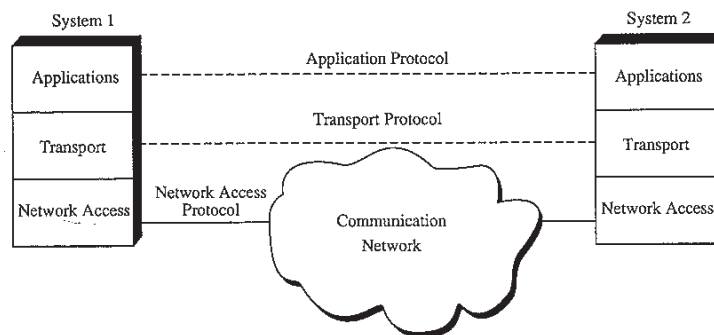 System 1
System 2
Application Protocol
Applications
Applications
Transport Protocol
Transport
Transport
Network Access
Protocol
Network Access
Network Access
Communication
Network